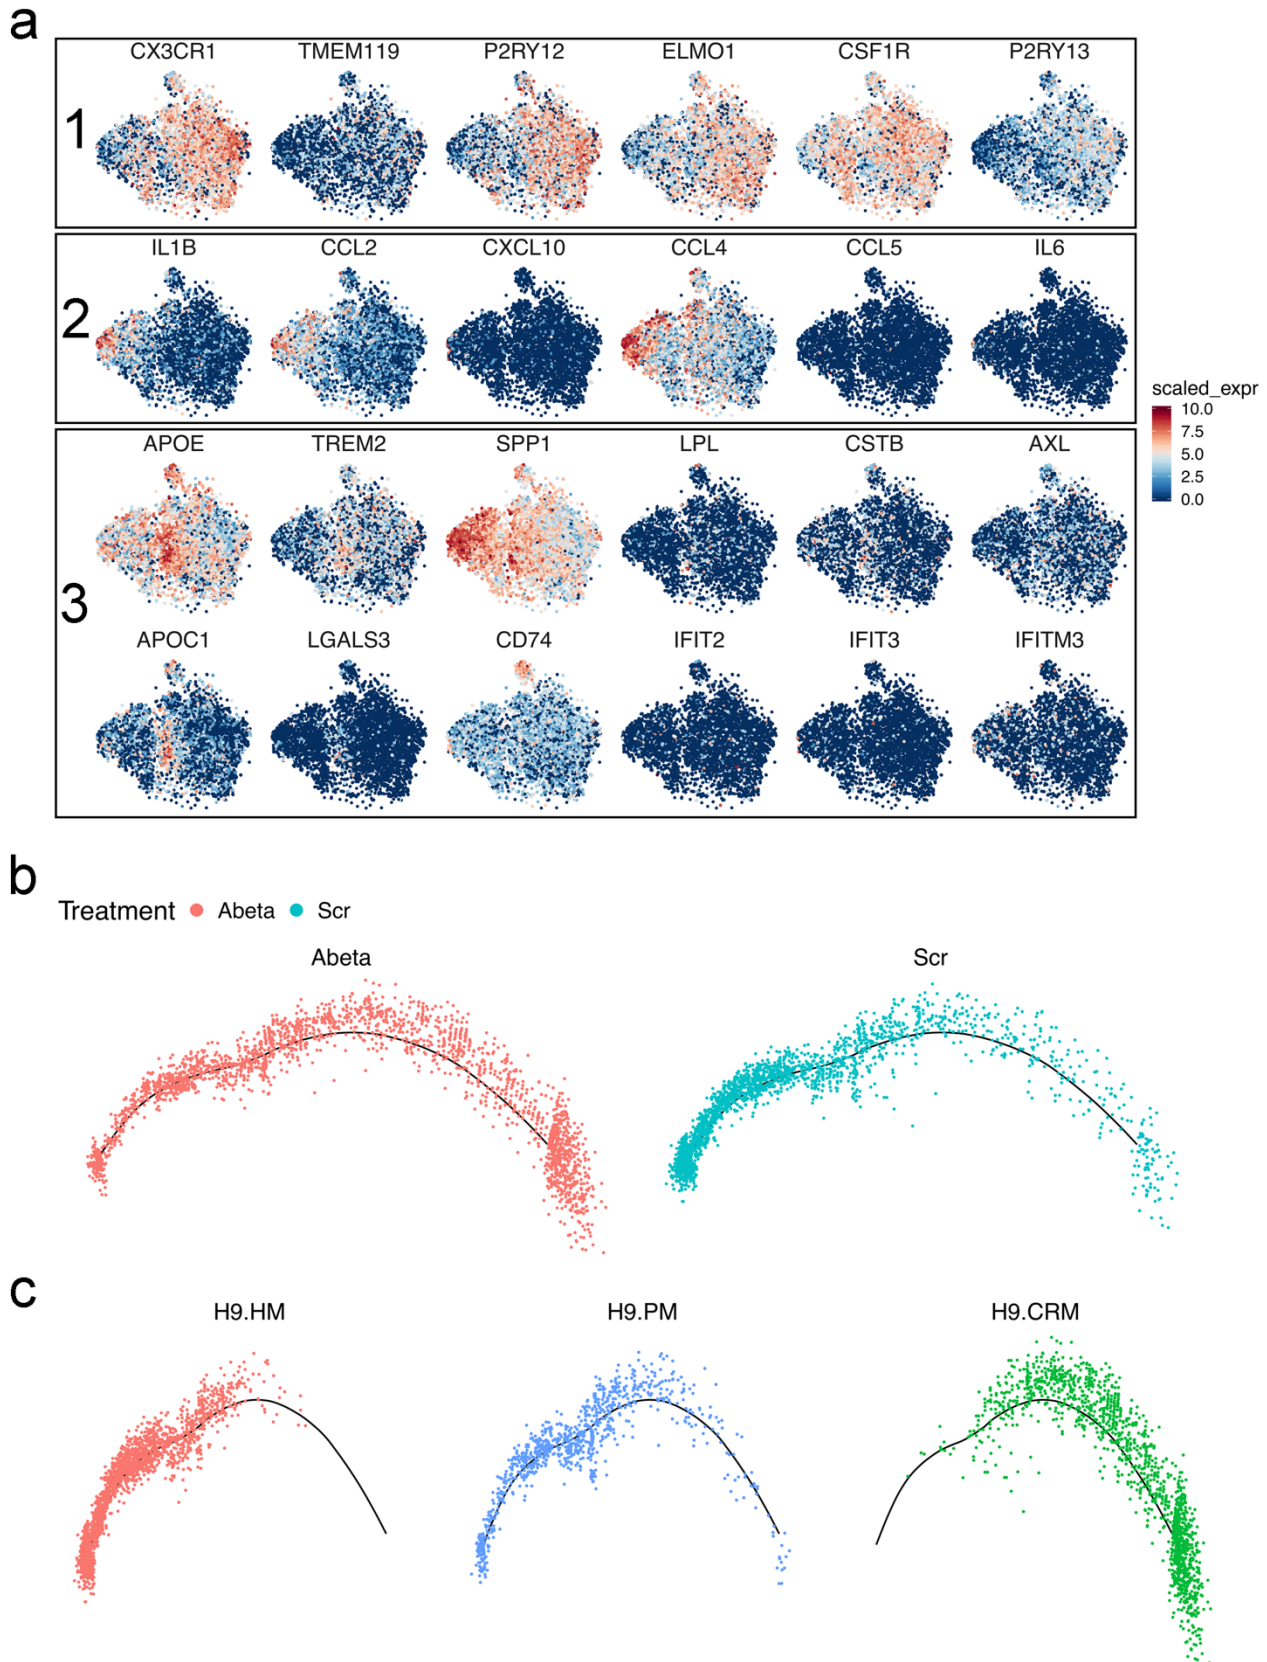 a
CX3CR1 TMEM119 P2RY12 ELMO1 CSF1R P2RY13
1
IL1B CCL2 CXCL10 CCL4 CCL5 IL6
2
scaled_expr
10.0
7.5
5.0
2.5
0.0
APOE TREM2 SPP1 LPL CSTB AXL
3
APOC1 LGALS3 CD74 IFIT2 IFIT3 IFITM3
b
Treatment Abeta Scr
Abeta Scr
c
H9.HM H9.PM H9.CRM